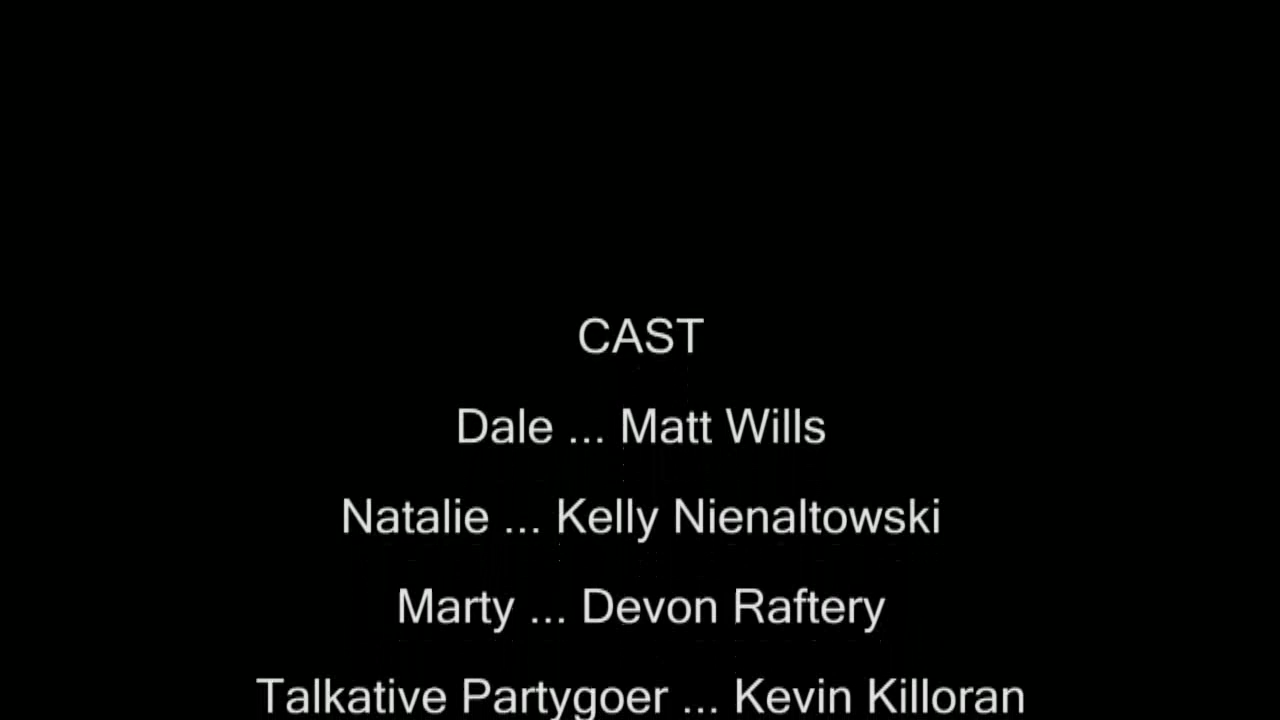 CAST
Dale ... Matt Wills
Natalie ... Kelly Nienaltowski
Marty ... Devon Raftery
Talkative Partygoer ... Kevin Killoran